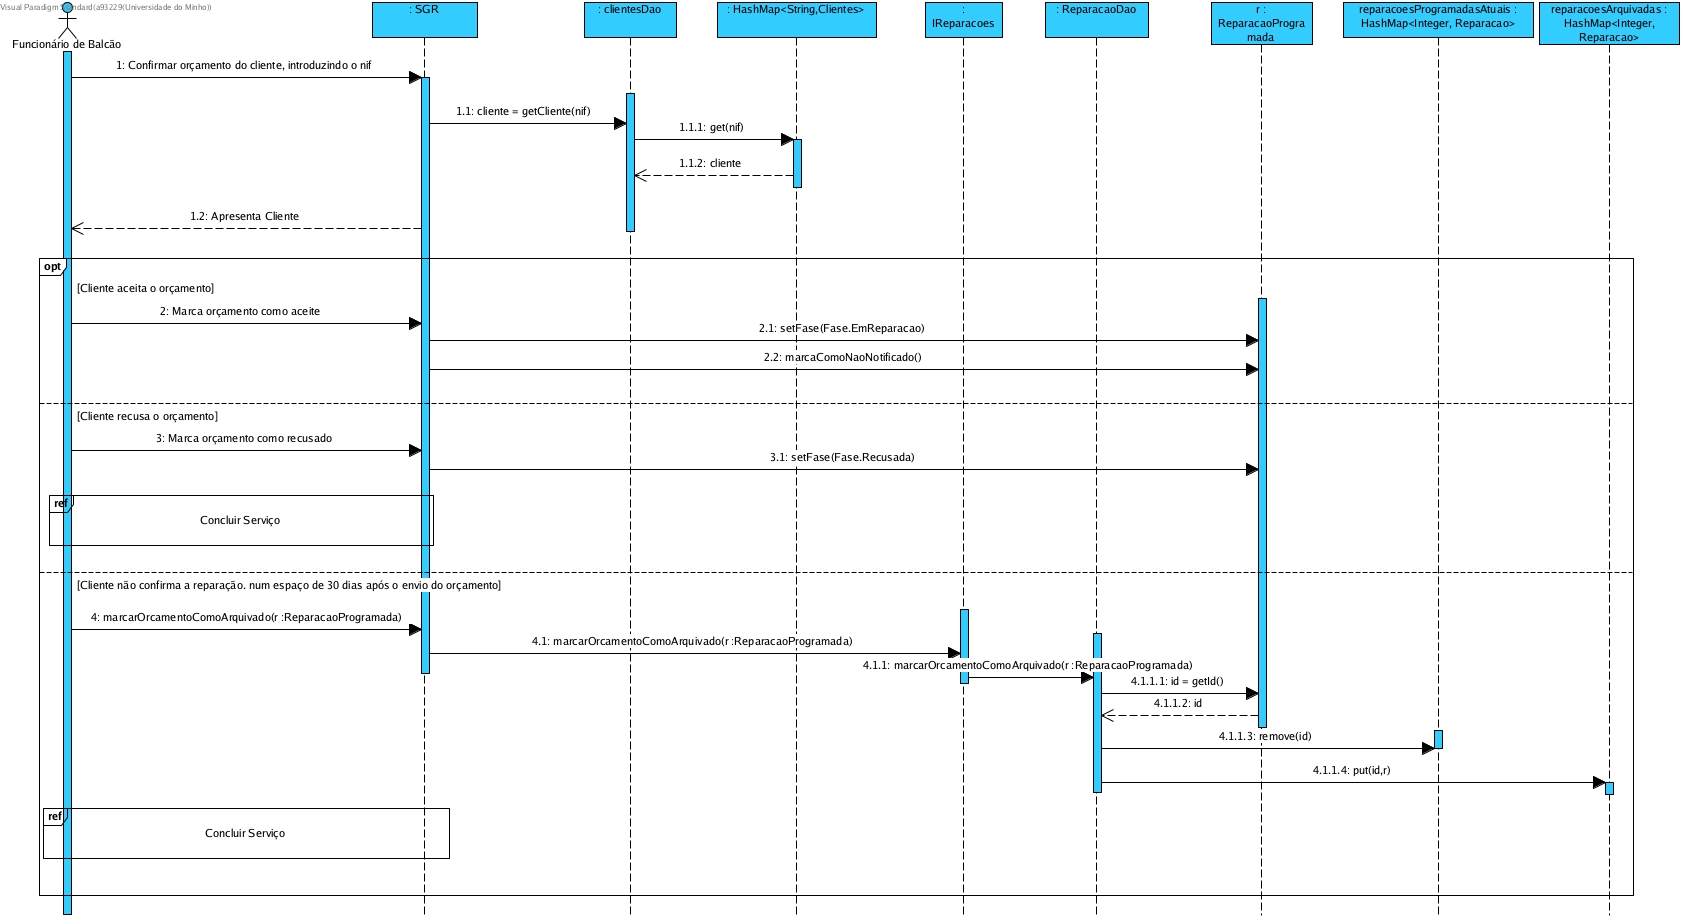 Visual Paradigm Standard(a93229(Universidade do Minho))
Funcionário de Balcão
: SGR
: clientesDao
: HashMap<String,Clientes>
:
IReparacoes
: ReparacaoDao
r :
ReparacaoProgra
mada
reparacoesProgramadasAtuais :
HashMap<Integer, Reparacao>
reparacoesArquivadas :
HashMap<Integer,
Reparacao>
1: Confirmar orçamento do cliente, introduzindo o nif
1.1: cliente = getCliente(nif)
1.1.1: get(nif)
1.1.2: cliente
1.2: Apresenta Cliente
opt
[Cliente aceita o orçamento]
2: Marca orçamento como aceite
2.1: setFase(Fase.EmReparacao)
2.2: marcaComoNaoNotificado()
[Cliente recusa o orçamento]
3: Marca orçamento como recusado
3.1: setFase(Fase.Recusada)
ref
Concluir Serviço
[Cliente não confirma a reparação. num espaço de 30 dias após o envio do orçamento]
4: marcarOrcamentoComoArquivado(r :ReparacaoProgramada)
4.1: marcarOrcamentoComoArquivado(r :ReparacaoProgramada)
4.1.1: marcarOrcamentoComoArquivado(r :ReparacaoProgramada)
4.1.1.1: id = getId()
4.1.1.2: id
4.1.1.3: remove(id)
4.1.1.4: put(id,r)
ref
Concluir Serviço